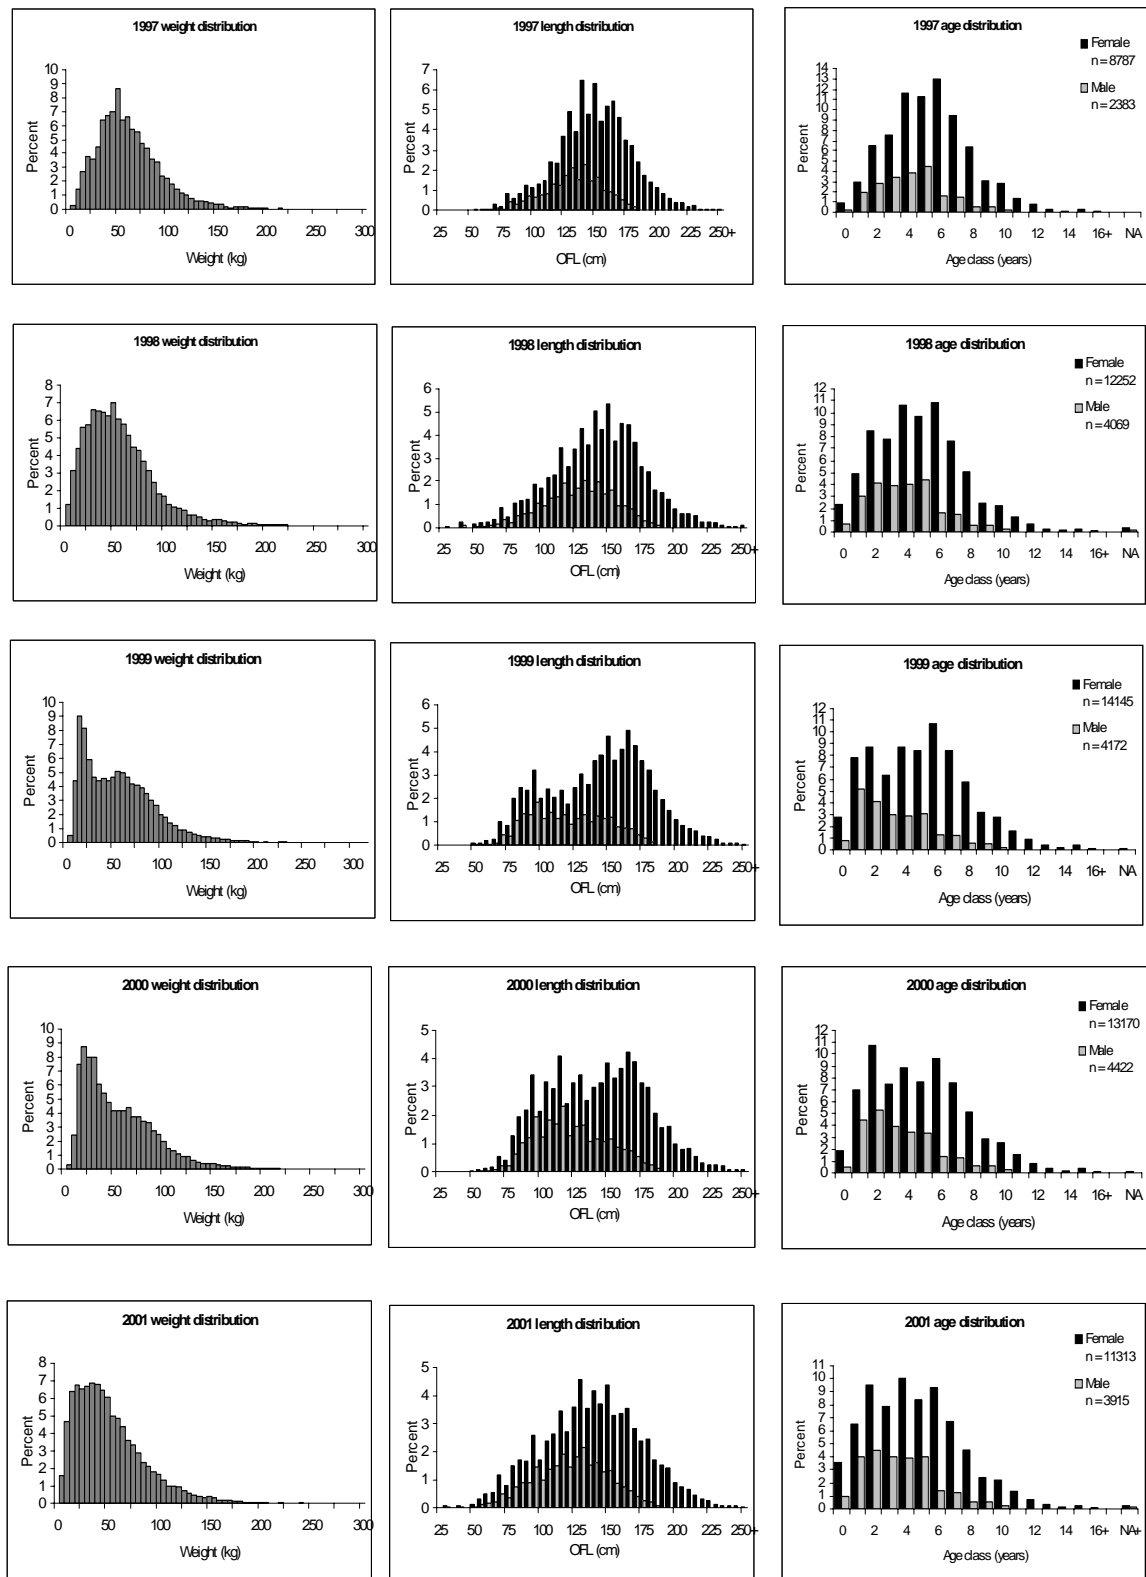 1997 weight distribution
10
9
8
7
6
5
4
3
2
1
0
Percent
0 50 100 150 200 250 300
Weight (kg)
1997 length distribution
7
6
5
4
3
2
1
0
Percent
25 50 75 100 125 150 175 200 225 250+
OFL (cm)
1997 age distribution
Female
n = 8787
Male
n = 2383
14
13
12
11
10
9
8
7
6
5
4
3
2
1
0
Percent
0 2 4 6 8 10 12 14 16+ NA
Age class (years)
1998 weight distribution
8
7
6
5
4
3
2
1
0
Percent
0 50 100 150 200 250 300
Weight (kg)
1998 length distribution
6
5
4
3
2
1
0
Percent
25 50 75 100 125 150 175 200 225 250+
OFL (cm)
1998 age distribution
Female
n = 12252
Male
n = 4069
12
11
10
9
8
7
6
5
4
3
2
1
0
Percent
0 2 4 6 8 10 12 14 16+ NA
Age class (years)
1999 weight distribution
10
9
8
7
6
5
4
3
2
1
0
Percent
0 50 100 150 200 250 300
Weight (kg)
1999 length distribution
6
5
4
3
2
1
0
Percent
25 50 75 100 125 150 175 200 225 250+
OFL (cm)
1999 age distribution
Female
n = 14145
Male
n = 4172
12
11
10
9
8
7
6
5
4
3
2
1
0
Percent
0 2 4 6 8 10 12 14 16+ NA
Age class (years)
2000 weight distribution
10
9
8
7
6
5
4
3
2
1
0
Percent
0 50 100 150 200 250 300
Weight (kg)
2000 length distribution
5
4
3
2
1
0
Percent
25 50 75 100 125 150 175 200 225 250+
OFL (cm)
2000 age distribution
Female
n = 13170
Male
n = 4422
12
11
10
9
8
7
6
5
4
3
2
1
0
Percent
0 2 4 6 8 10 12 14 16+ NA
Age class (years)
2001 weight distribution
8
7
6
5
4
3
2
1
0
Percent
0 50 100 150 200 250 300
Weight (kg)
2001 length distribution
5
4
3
2
1
0
Percent
25 50 75 100 125 150 175 200 225 250+
OFL (cm)
2001 age distribution
Female
n = 11313
Male
n = 3915
11
10
9
8
7
6
5
4
3
2
1
0
Percent
0 2 4 6 8 10 12 14 16+ NA+
Age class (years)